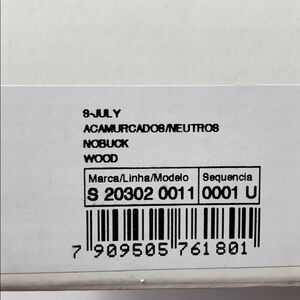 S-JULY
ACAMURCADOS/NEUTROS
NOBUCK
WOOD
Marca/Linha/Modelo Sequencia
S 20302 0011 0001 U
7 909505 761801